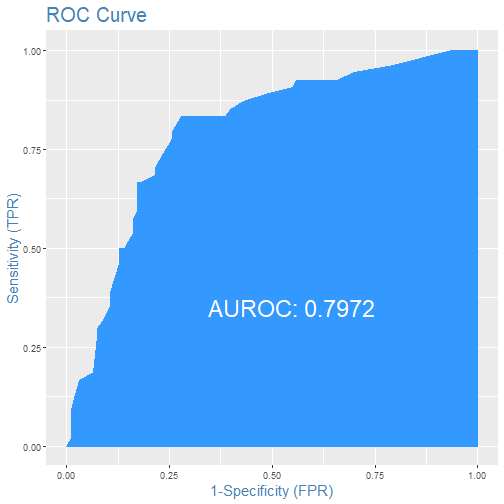 ROC Curve
1.00
0.75
0.50
0.25
0.00
Sensitivity (TPR)
AUROC: 0.7972
0.00 0.25 0.50 0.75 1.00
1-Specificity (FPR)